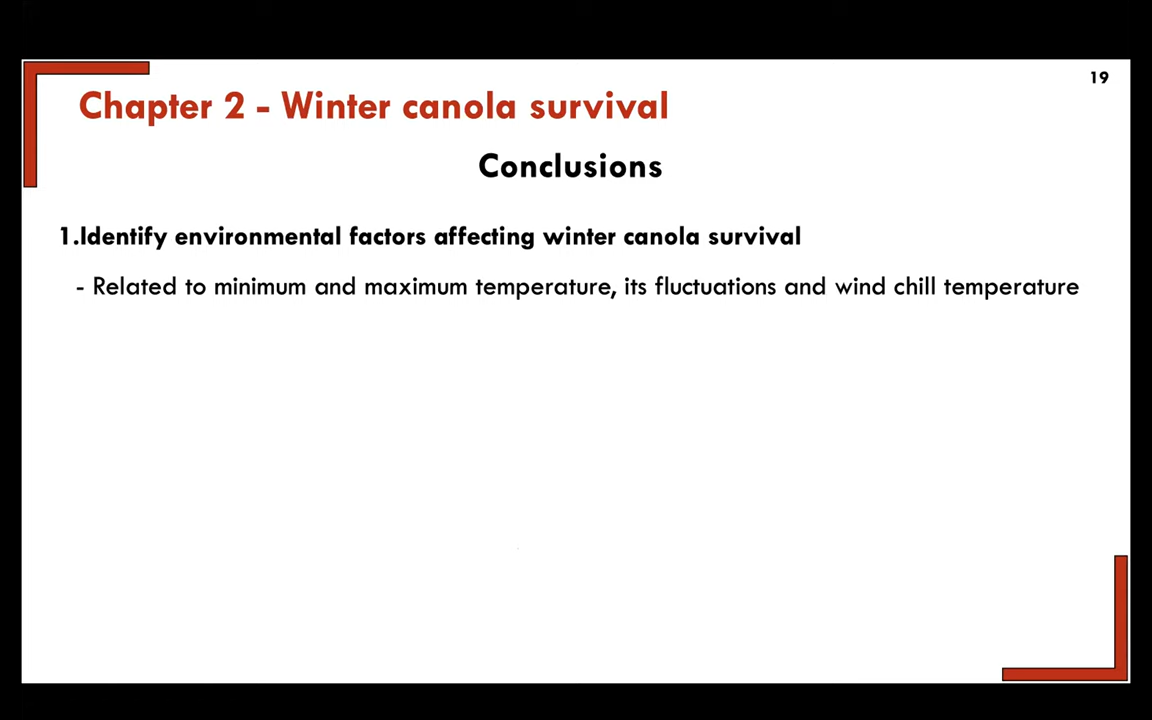 19
Chapter 2 - Winter canola survival
Conclusions
1.Identify environmental factors affecting winter canola survival
- Related to minimum and maximum temperature, its fluctuations and wind chill temperature